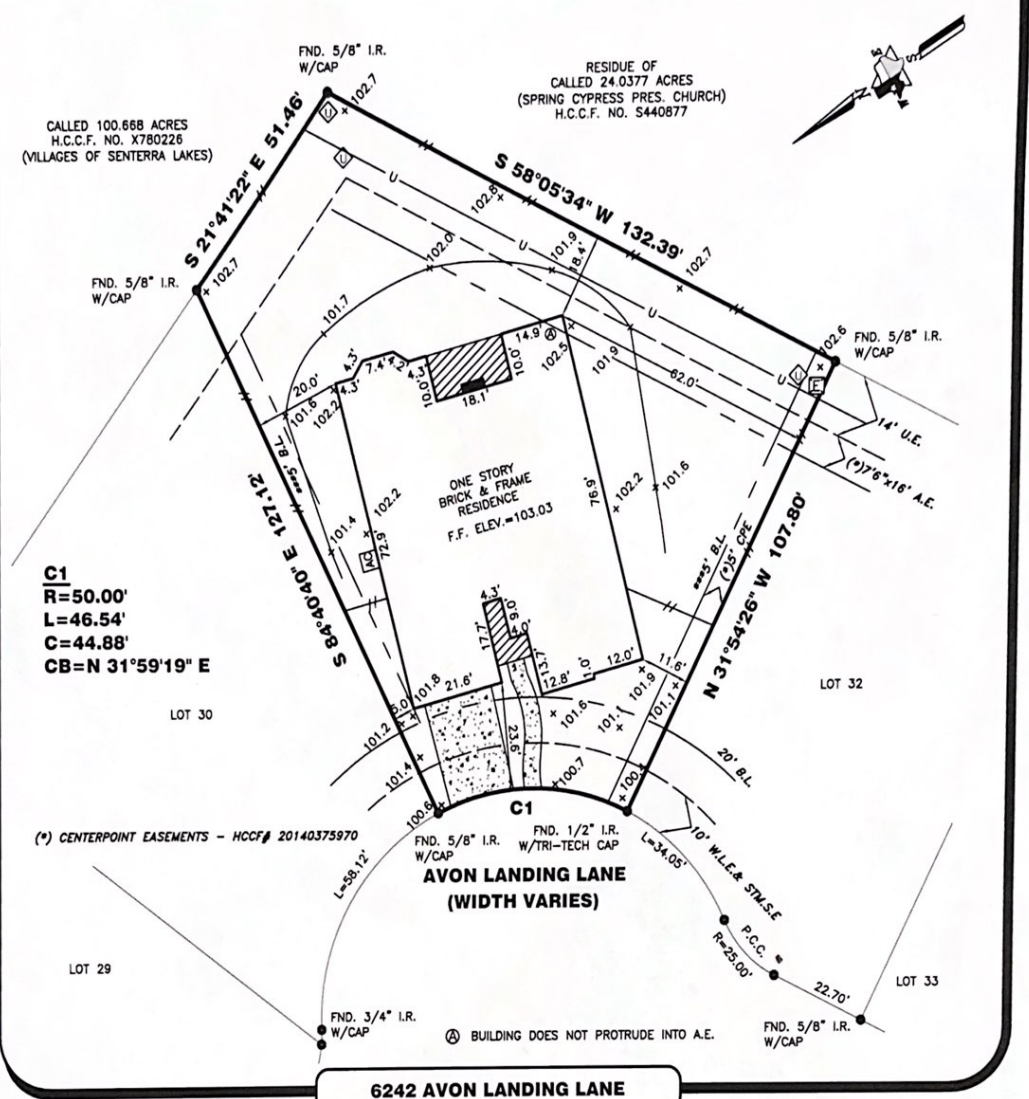 FND. 5/8" I.R.
W/CAP
102.7
RESIDUE OF
CALLED 24.0377 ACRES
(SPRING CYPRESS PRES. CHURCH)
H.C.C.F. NO. S440877
N
S
CALLED 100.668 ACRES
H.C.C.F. NO. X780226
(VILLAGES OF SENTERRA LAKES)
S 21°41'22" E 51.46'
U
U
U
S 58°05'34" W 132.39'
102.8
U
102.0
101.9
18.4'
102.7
FND. 5/8" I.R.
W/CAP
102.7
101.7
U
102.6
FND. 5/8" I.R.
W/CAP
14.9'
A
102.5
101.9
62.0'
U
U
E
14' U.E.
(*)7'6"x16' A.E.
20.0'
4.3'
7.4'
4.2'
4.3'
10.0'
10.0'
18.1'
101.6
102.2
4.3'
***5' B.L.
ONE STORY
BRICK & FRAME
RESIDENCE
F.F. ELEV.=103.03
76.9'
102.2
101.6
101.4
102.2
AC
72.9'
S 84°40'40" E 127.12'
***5' B.L.
(*)5' CPE
N 31°54'26" W 107.80'
C1
R=50.00'
L=46.54'
C=44.88'
CB=N 31°59'19" E
4.3'
9.0'
4.0'
17.7'
13.7'
12.8'
1.0'
12.0'
11.6'
LOT 30
LOT 32
5.0'
101.8
21.6'
101.2
101.4
23.6'
101.6
101.1
101.9
101.1
20' B.L.
100.6
100.7
C1
(*) CENTERPOINT EASEMENTS - HCCF# 20140375970
FND. 5/8" I.R.
W/CAP
FND. 1/2" I.R.
W/TRI-TECH CAP
10' W.L.E.& STM.S.E
L=58.12'
L=34.05'
AVON LANDING LANE
(WIDTH VARIES)
P.C.C.
R=25.00'
22.70'
LOT 29
LOT 33
FND. 3/4" I.R.
W/CAP
A BUILDING DOES NOT PROTRUDE INTO A.E.
FND. 5/8" I.R.
W/CAP
6242 AVON LANDING LANE